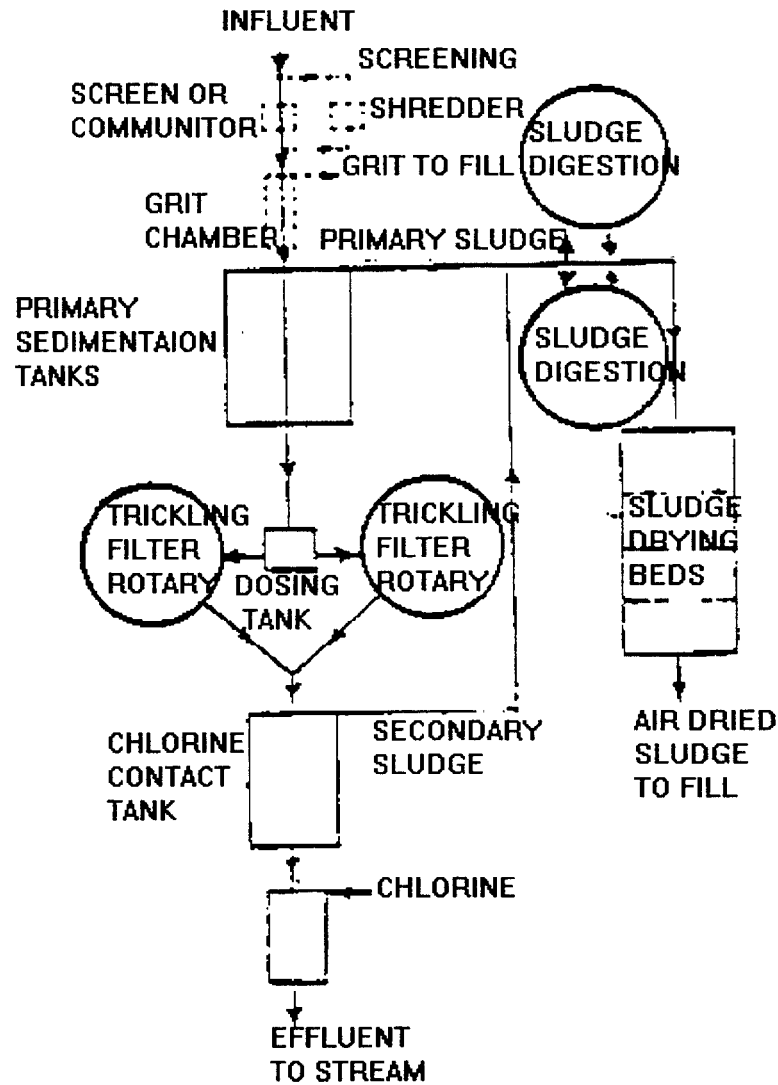 INFLUENT
SCREENING
SCREEN OR
COMMUNITOR
SHREDDER
SLUDGE
DIGESTION
GRIT TO FILL
GRIT
CHAMBER
PRIMARY SLUDGE
PRIMARY
SEDIMENTAION
TANKS
SLUDGE
DIGESTION
TRICKLING
FILTER
ROTARY
DOSING
TANK
TRICKLING
FILTER
ROTARY
SLUDGE
DRYING
BEDS
CHLORINE
CONTACT
TANK
SECONDARY
SLUDGE
AIR DRIED
SLUDGE
TO FILL
CHLORINE
EFFLUENT
TO STREAM